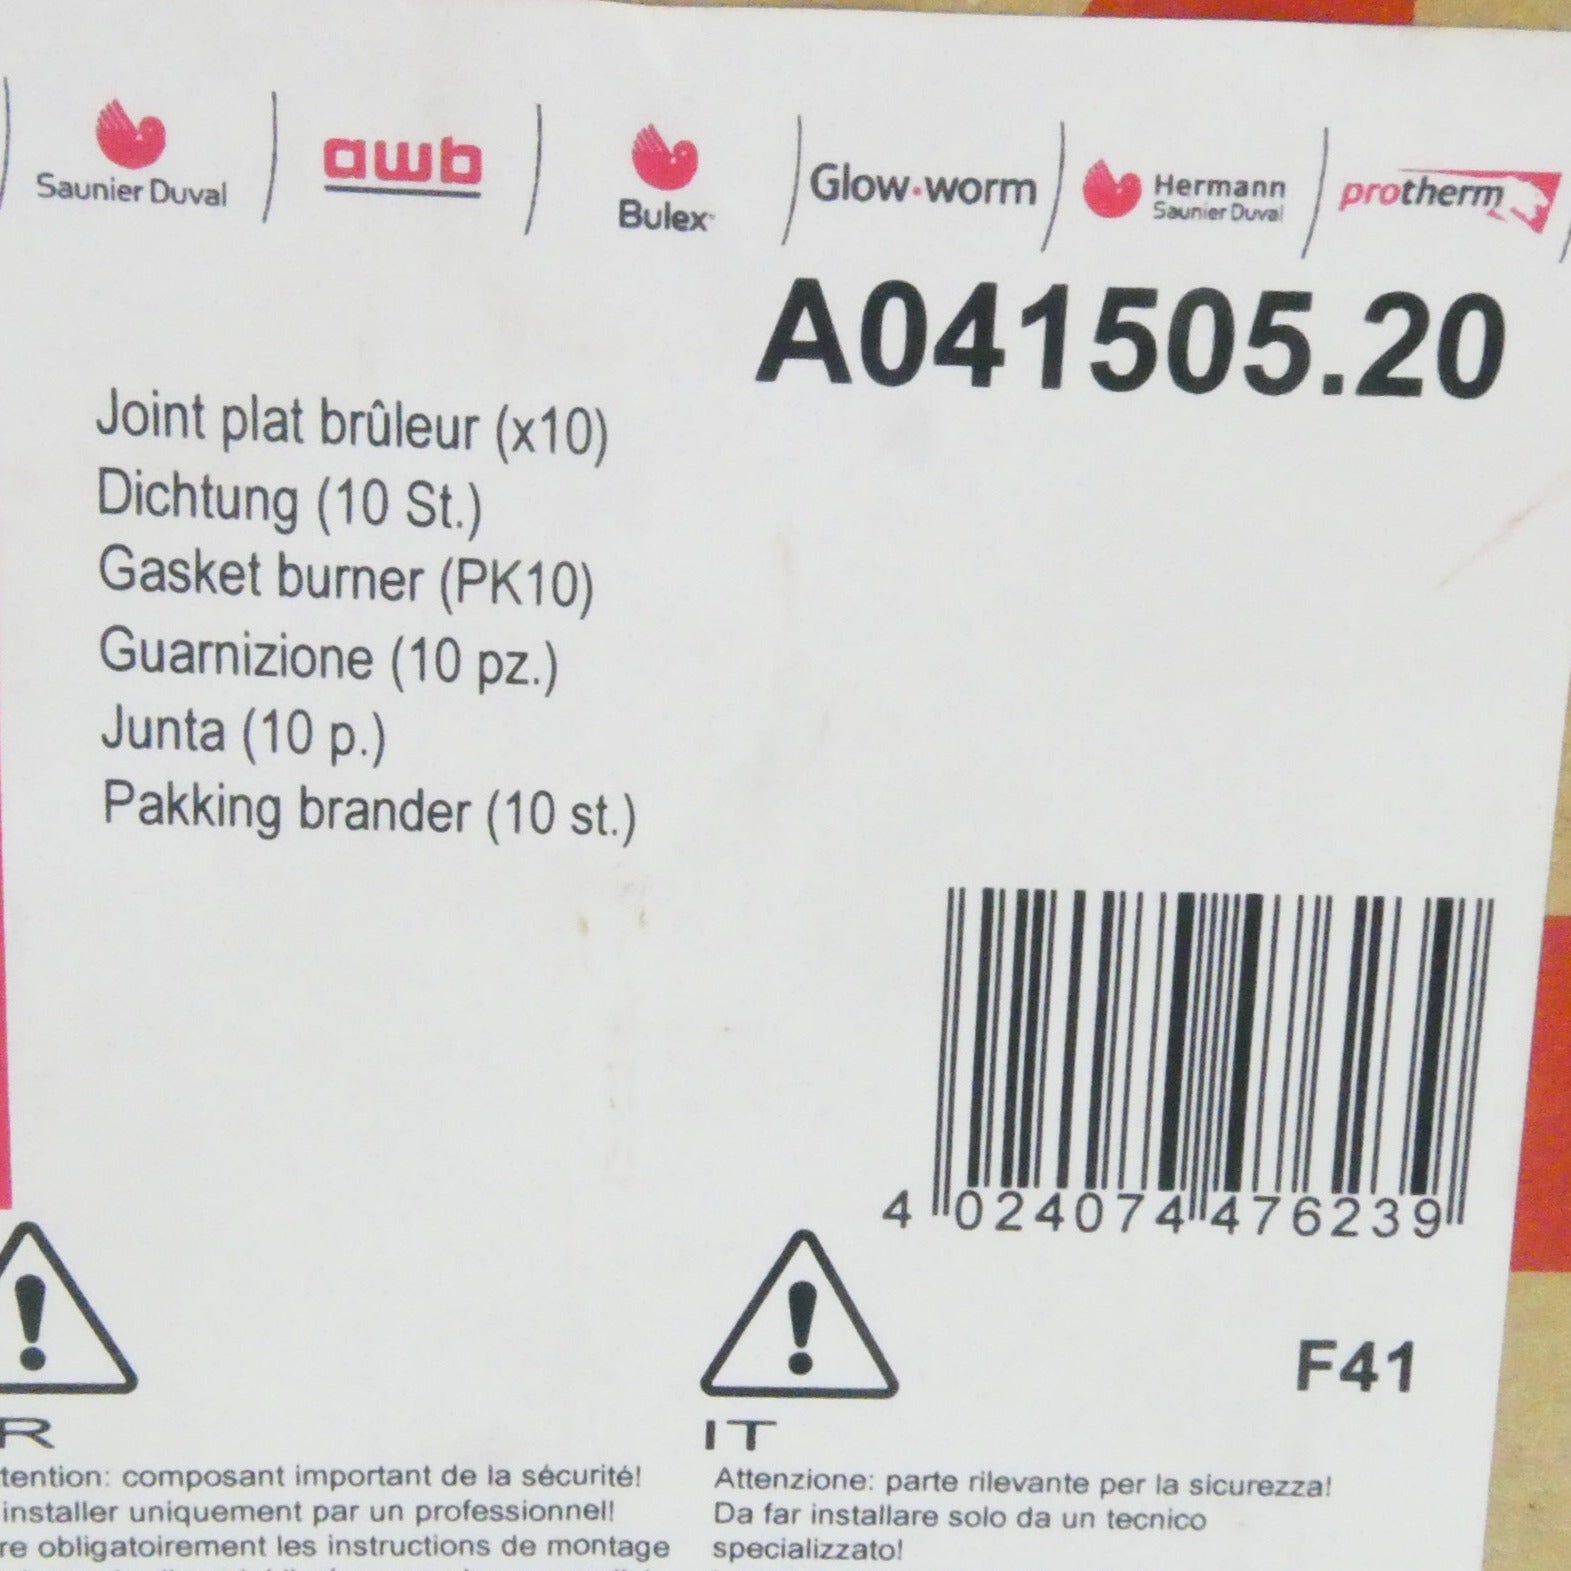 Saunier Duval
awb
Bulex
Glow-worm
Hermann
Saunier Duval
protherm
A041505.20
Joint plat brûleur (x10)
Dichtung (10 St.)
Gasket burner (PK10)
Guarnizione (10 pz.)
Junta (10 p.)
Pakking brander (10 st.)
4 024074 476239
F41
R
tention: composant important de la sécurité!
installer uniquement par un professionnel!
re obligatoirement les instructions de montage
IT
Attenzione: parte rilevante per la sicurezza!
Da far installare solo da un tecnico
specializzato!